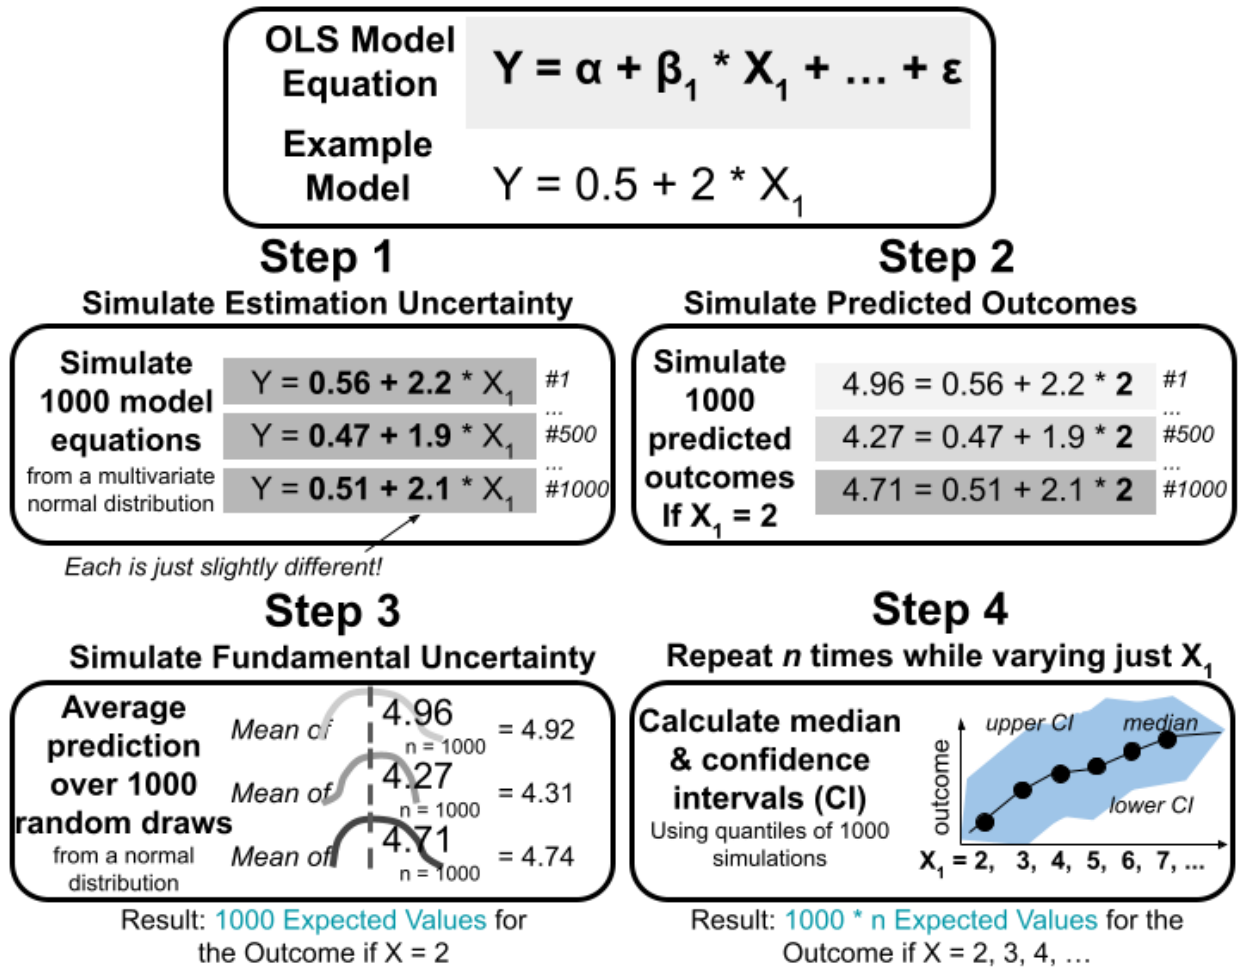 OLS Model
Equation
Y = α + β₁ * X₁ + ... + ε
Example
Model
Y = 0.5 + 2 * X₁
Step 1
Simulate Estimation Uncertainty
Simulate
1000 model
equations
from a multivariate
normal distribution
Y = 0.56 + 2.2 * X₁ #1
...
Y = 0.47 + 1.9 * X₁ #500
...
Y = 0.51 + 2.1 * X₁ #1000
Each is just slightly different!
Step 2
Simulate Predicted Outcomes
Simulate
1000
predicted
outcomes
If X₁ = 2
4.96 = 0.56 + 2.2 * 2 #1
...
4.27 = 0.47 + 1.9 * 2 #500
...
4.71 = 0.51 + 2.1 * 2 #1000
Step 3
Simulate Fundamental Uncertainty
Average
prediction
over 1000
random draws
from a normal
distribution
Mean of 4.96 = 4.92
n = 1000
Mean of 4.27 = 4.31
n = 1000
Mean of 4.71 = 4.74
n = 1000
Result: 1000 Expected Values for
the Outcome if X = 2
Step 4
Repeat n times while varying just X₁
Calculate median
& confidence
intervals (CI)
Using quantiles of 1000
simulations
upper CI
median
lower CI
outcome
X₁ = 2, 3, 4, 5, 6, 7, ...
Result: 1000 * n Expected Values for the
Outcome if X = 2, 3, 4, ...